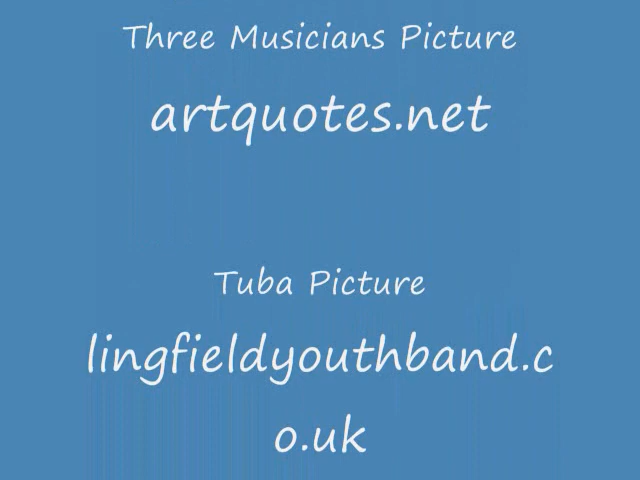 Three Musicians Picture
artquotes.net
Tuba Picture
lingfieldyouthband.c
o.uk